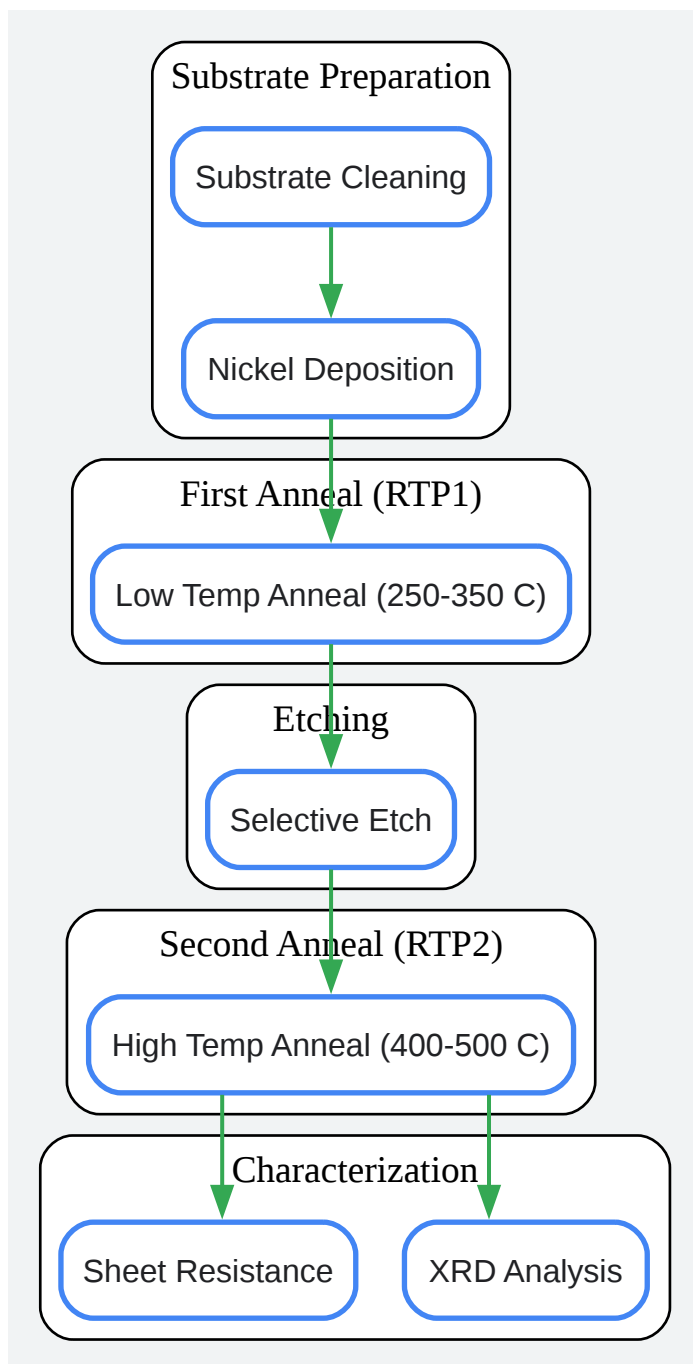 Substrate Preparation
Substrate Cleaning
Nickel Deposition
First Anneal (RTP1)
Low Temp Anneal (250-350 C)
Etching
Selective Etch
Second Anneal (RTP2)
High Temp Anneal (400-500 C)
Characterization
Sheet Resistance
XRD Analysis